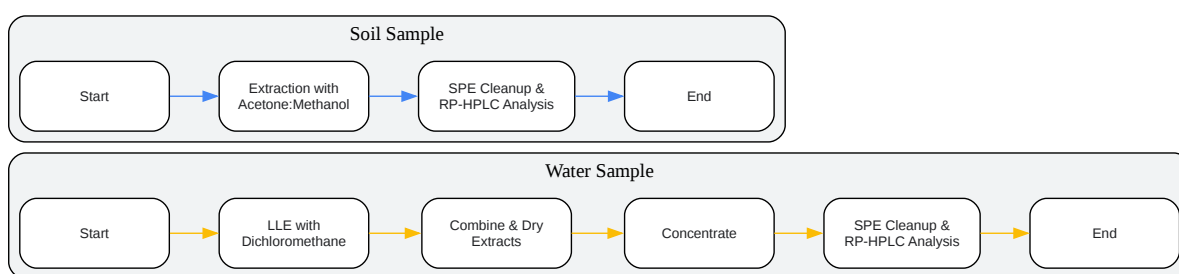 Soil Sample
Start
Extraction with
Acetone:Methanol
SPE Cleanup &
RP-HPLC Analysis
End
Water Sample
Start
LLE with
Dichloromethane
Combine & Dry
Extracts
Concentrate
SPE Cleanup &
RP-HPLC Analysis
End